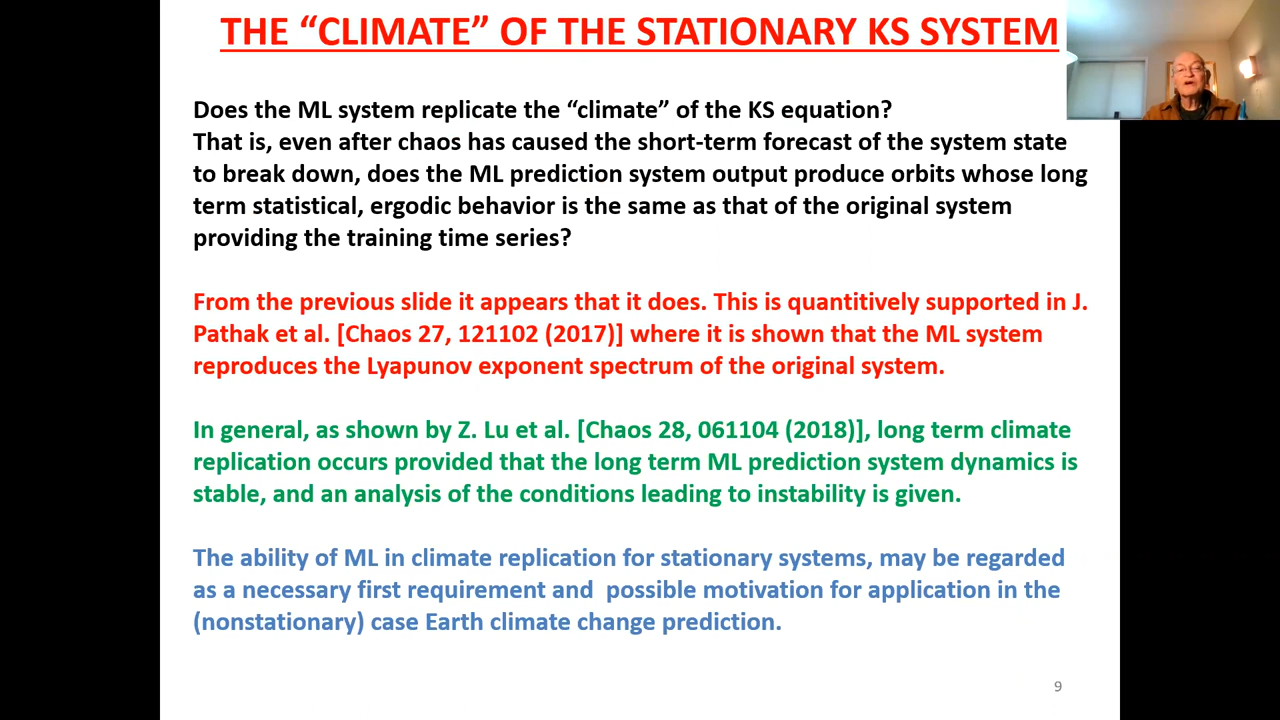 THE “CLIMATE” OF THE STATIONARY KS SYSTEM
Does the ML system replicate the “climate” of the KS equation?
That is, even after chaos has caused the short-term forecast of the system state
to break down, does the ML prediction system output produce orbits whose long
term statistical, ergodic behavior is the same as that of the original system
providing the training time series?
From the previous slide it appears that it does. This is quantitively supported in J.
Pathak et al. [Chaos 27, 121102 (2017)] where it is shown that the ML system
reproduces the Lyapunov exponent spectrum of the original system.
In general, as shown by Z. Lu et al. [Chaos 28, 061104 (2018)], long term climate
replication occurs provided that the long term ML prediction system dynamics is
stable, and an analysis of the conditions leading to instability is given.
The ability of ML in climate replication for stationary systems, may be regarded
as a necessary first requirement and  possible motivation for application in the
(nonstationary) case Earth climate change prediction.
9